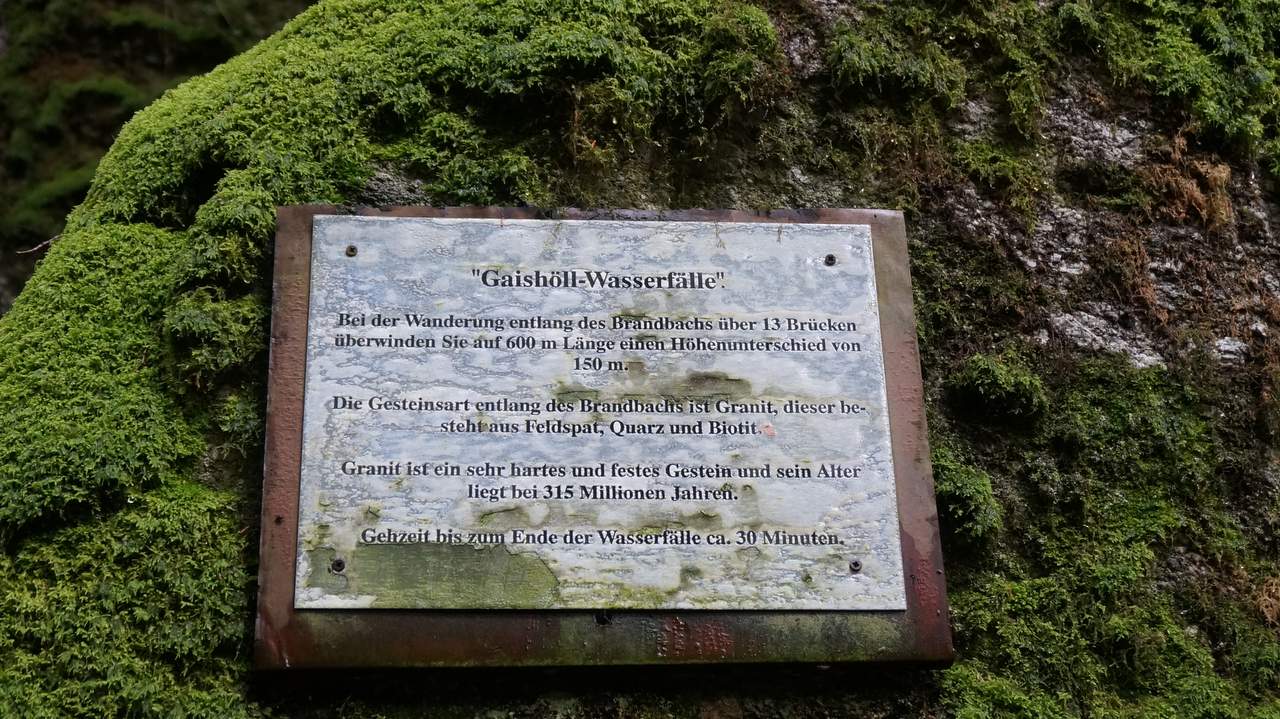 "Gaishöll-Wasserfälle".
Bei der Wanderung entlang des Brandbachs über 13 Brücken
überwinden Sie auf 600 m Länge einen Höhenunterschied von
150 m.
Die Gesteinsart entlang des Brandbachs ist Granit, dieser be-
steht aus Feldspat, Quarz und Biotit.
Granit ist ein sehr hartes und festes Gestein und sein Alter
liegt bei 315 Millionen Jahren.
Gehzeit bis zum Ende der Wasserfälle ca. 30 Minuten.